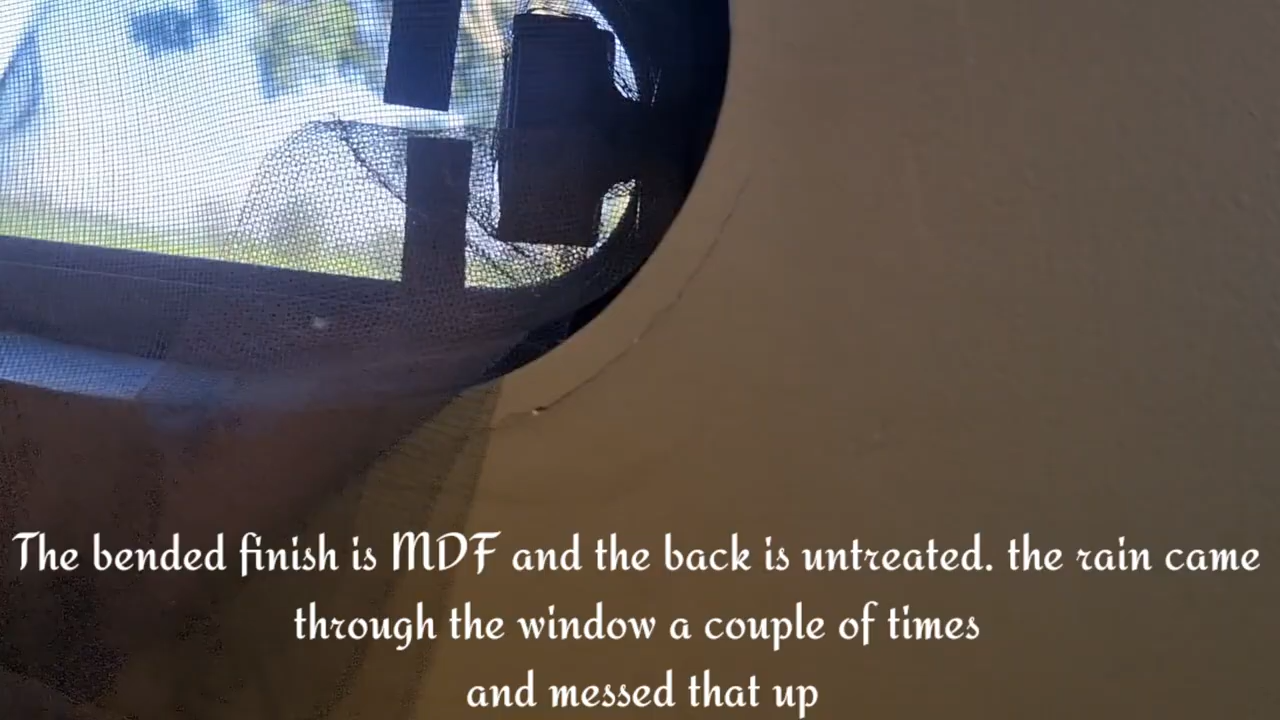 The bended finish is MDF and the back is untreated. the rain came
through the window a couple of times
and messed that up